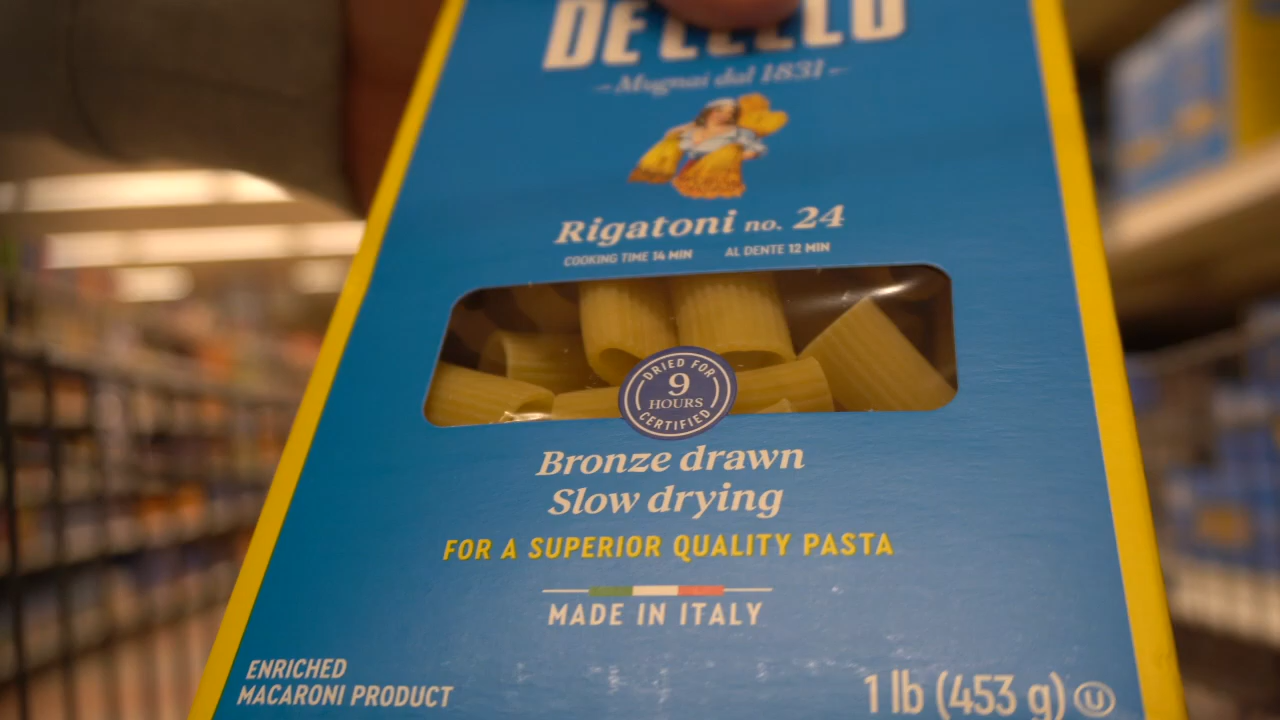 DE CECCO
Mugnai dal 1831
Rigatoni no. 24
COOKING TIME 14 MIN AL DENTE 12 MIN
DRIED FOR
9
HOURS
CERTIFIED
Bronze drawn
Slow drying
FOR A SUPERIOR QUALITY PASTA
MADE IN ITALY
ENRICHED
MACARONI PRODUCT
1 lb (453 g) U